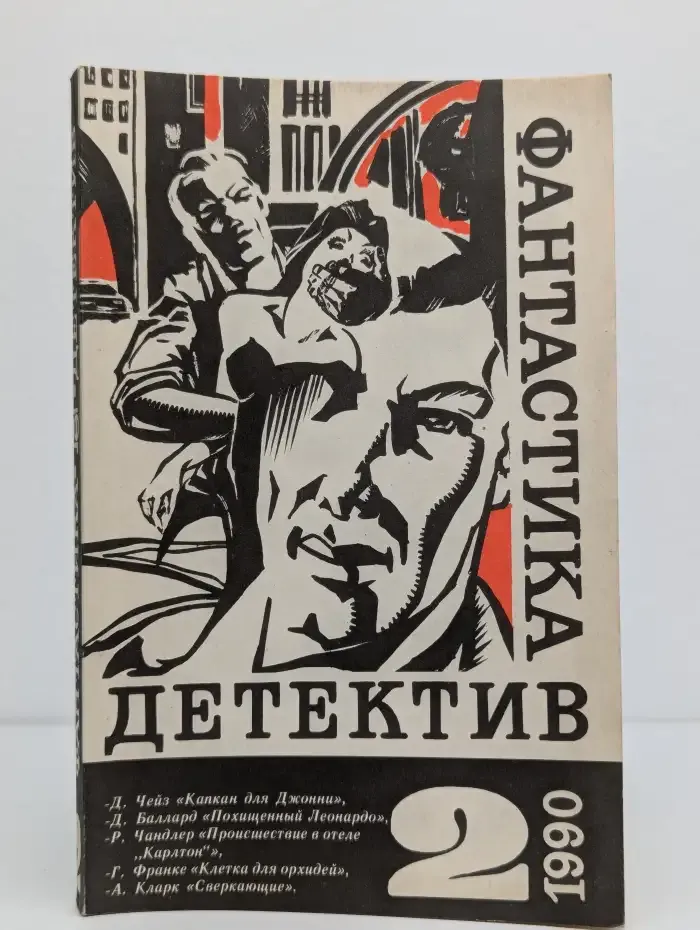 ФАНТАСТИКА
ДЕТЕКТИВ
-Д. Чейз «Капкан для Джонни»,
-Д. Баллард «Похищенный Леонардо»,
-Р. Чандлер «Происшествие в отеле
„Карлтон"»,
-Г. Франке «Клетка для орхидей»,
-А. Кларк «Сверкающие»,
2
1990